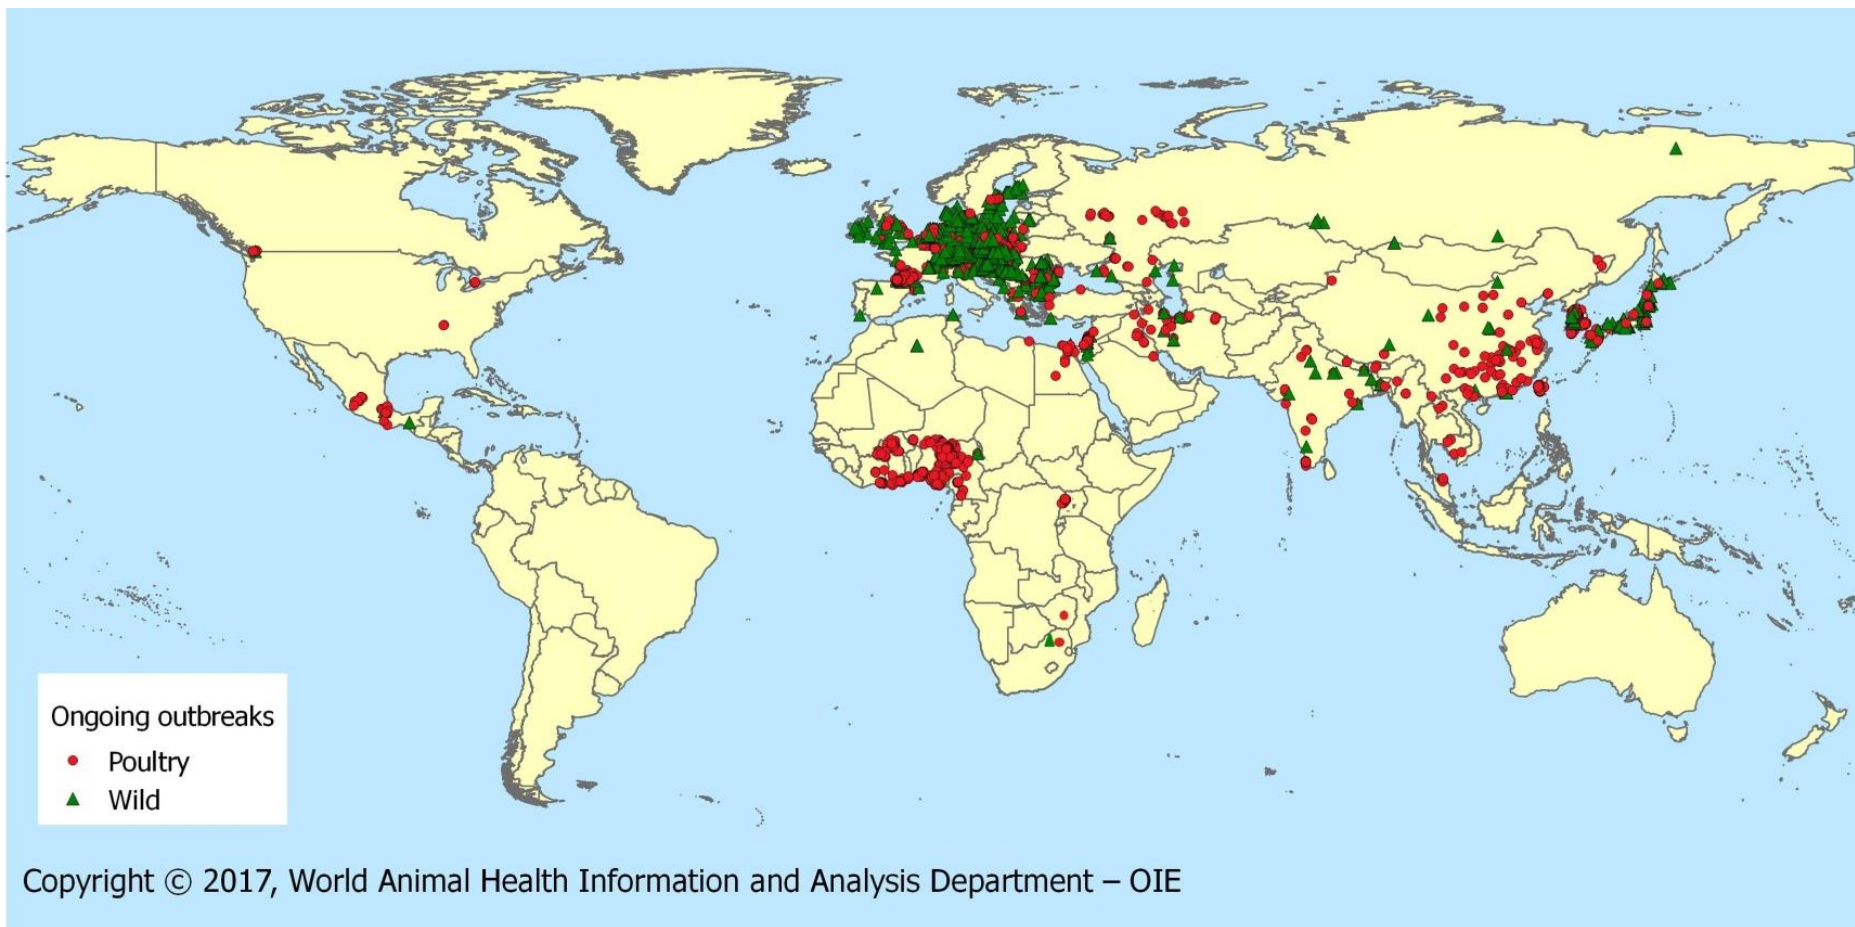 Ongoing outbreaks
Poultry
Wild
Copyright © 2017, World Animal Health Information and Analysis Department – OIE